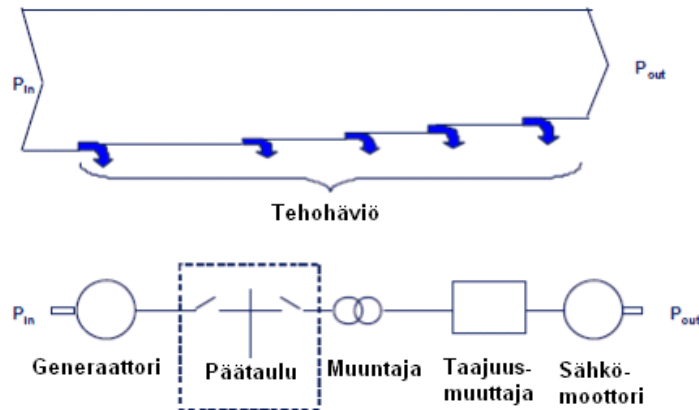 P_in
P_out
Tehohäviö
P_in
P_out
Generaattori
Päätaulu
Muuntaja
Taajuus-
muuttaja
Sähkö-
moottori